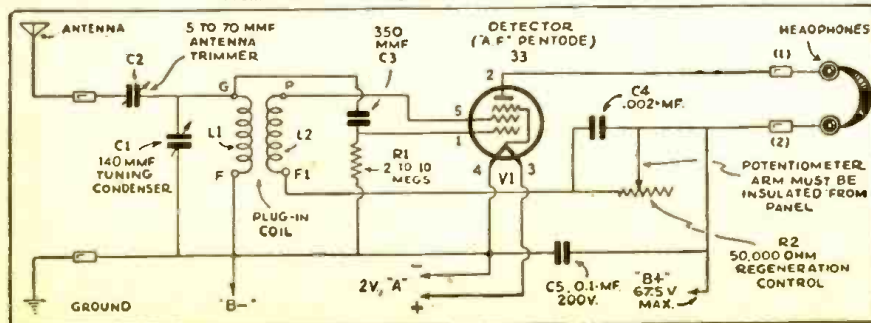 ANTENNA
5 TO 70 MMF
ANTENNA
TRIMMER
C2
350
MMF
C3
DETECTOR
("A.F." PENTODE)
33
HEADPHONES
(1)
2
G
P
5
1
C4
.002-MF.
(2)
C1
140 MMF
TUNING
CONDENSER
L1
L2
R1
2 TO 10
MEGS
4
V1
3
F
F1
PLUG-IN
COIL
POTENTIOMETER
ARM MUST BE
INSULATED FROM
PANEL
R2
50,000 OHM
REGENERATION
CONTROL
GROUND
"B-"
2V, "A"
-
+
C5, 0.1-MF.
200V.
"B+"
67.5 V
MAX.